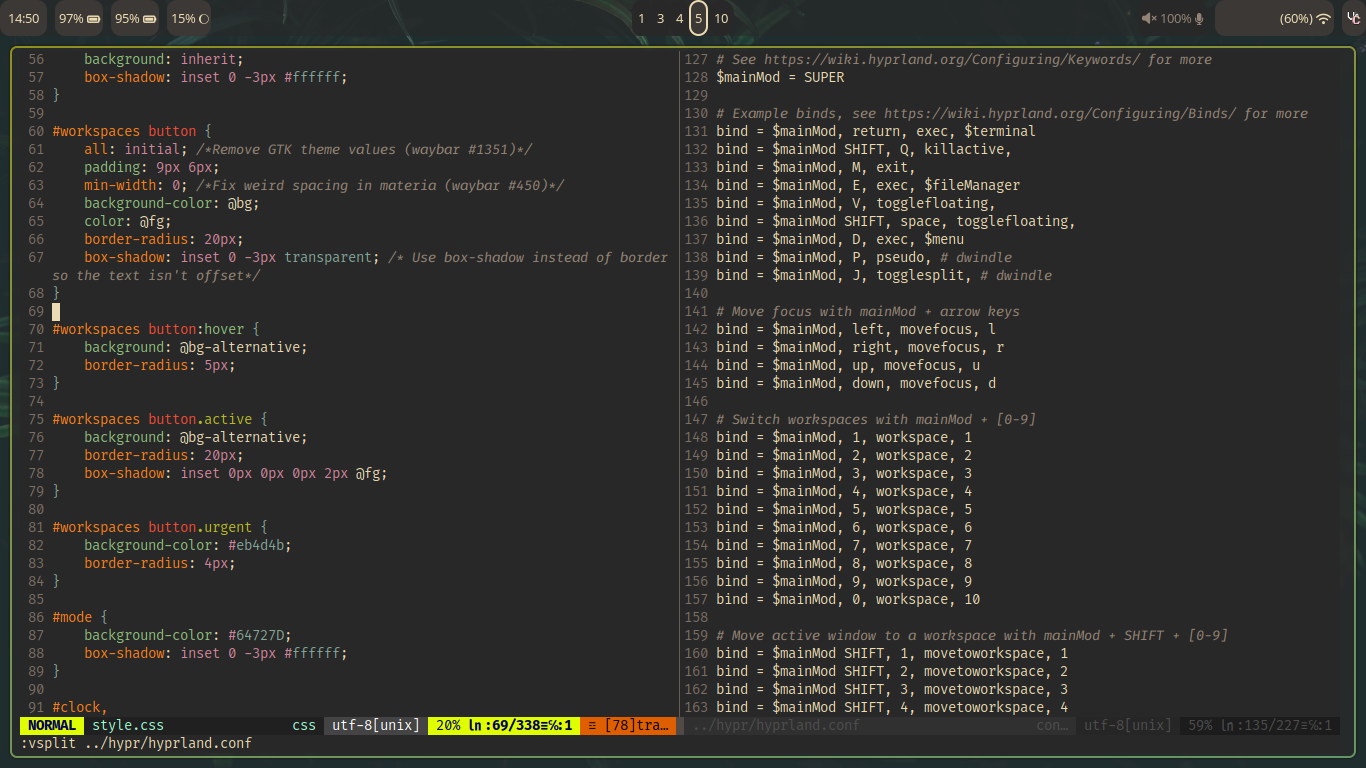 14:50 97% 95% 15% 1 3 4 5 10 100% (60%)
56 background: inherit;
57 box-shadow: inset 0 -3px #ffffff;
58 }
59
60 #workspaces button {
61 all: initial; /*Remove GTK theme values (waybar #1351)*/
62 padding: 9px 6px;
63 min-width: 0; /*Fix weird spacing in materia (waybar #450)*/
64 background-color: @bg;
65 color: @fg;
66 border-radius: 20px;
67 box-shadow: inset 0 -3px transparent; /* Use box-shadow instead of border
so the text isn't offset*/
68 }
69
70 #workspaces button:hover {
71 background: @bg-alternative;
72 border-radius: 5px;
73 }
74
75 #workspaces button.active {
76 background: @bg-alternative;
77 border-radius: 20px;
78 box-shadow: inset 0px 0px 0px 2px @fg;
79 }
80
81 #workspaces button.urgent {
82 background-color: #eb4d4b;
83 border-radius: 4px;
84 }
85
86 #mode {
87 background-color: #64727D;
88 box-shadow: inset 0 -3px #ffffff;
89 }
90
91 #clock,
127 # See https://wiki.hyprland.org/Configuring/Keywords/ for more
128 $mainMod = SUPER
129
130 # Example binds, see https://wiki.hyprland.org/Configuring/Binds/ for more
131 bind = $mainMod, return, exec, $terminal
132 bind = $mainMod SHIFT, Q, killactive,
133 bind = $mainMod, M, exit,
134 bind = $mainMod, E, exec, $fileManager
135 bind = $mainMod, V, togglefloating,
136 bind = $mainMod SHIFT, space, togglefloating,
137 bind = $mainMod, D, exec, $menu
138 bind = $mainMod, P, pseudo, # dwindle
139 bind = $mainMod, J, togglesplit, # dwindle
140
141 # Move focus with mainMod + arrow keys
142 bind = $mainMod, left, movefocus, l
143 bind = $mainMod, right, movefocus, r
144 bind = $mainMod, up, movefocus, u
145 bind = $mainMod, down, movefocus, d
146
147 # Switch workspaces with mainMod + [0-9]
148 bind = $mainMod, 1, workspace, 1
149 bind = $mainMod, 2, workspace, 2
150 bind = $mainMod, 3, workspace, 3
151 bind = $mainMod, 4, workspace, 4
152 bind = $mainMod, 5, workspace, 5
153 bind = $mainMod, 6, workspace, 6
154 bind = $mainMod, 7, workspace, 7
155 bind = $mainMod, 8, workspace, 8
156 bind = $mainMod, 9, workspace, 9
157 bind = $mainMod, 0, workspace, 10
158
159 # Move active window to a workspace with mainMod + SHIFT + [0-9]
160 bind = $mainMod SHIFT, 1, movetoworkspace, 1
161 bind = $mainMod SHIFT, 2, movetoworkspace, 2
162 bind = $mainMod SHIFT, 3, movetoworkspace, 3
163 bind = $mainMod SHIFT, 4, movetoworkspace, 4
NORMAL style.css css utf-8[unix] 20% ln:69/338≡℅:1 Ξ [78]tra… ../hypr/hyprland.conf con… utf-8[unix] 59% ln:135/227≡℅:1
:vsplit ../hypr/hyprland.conf